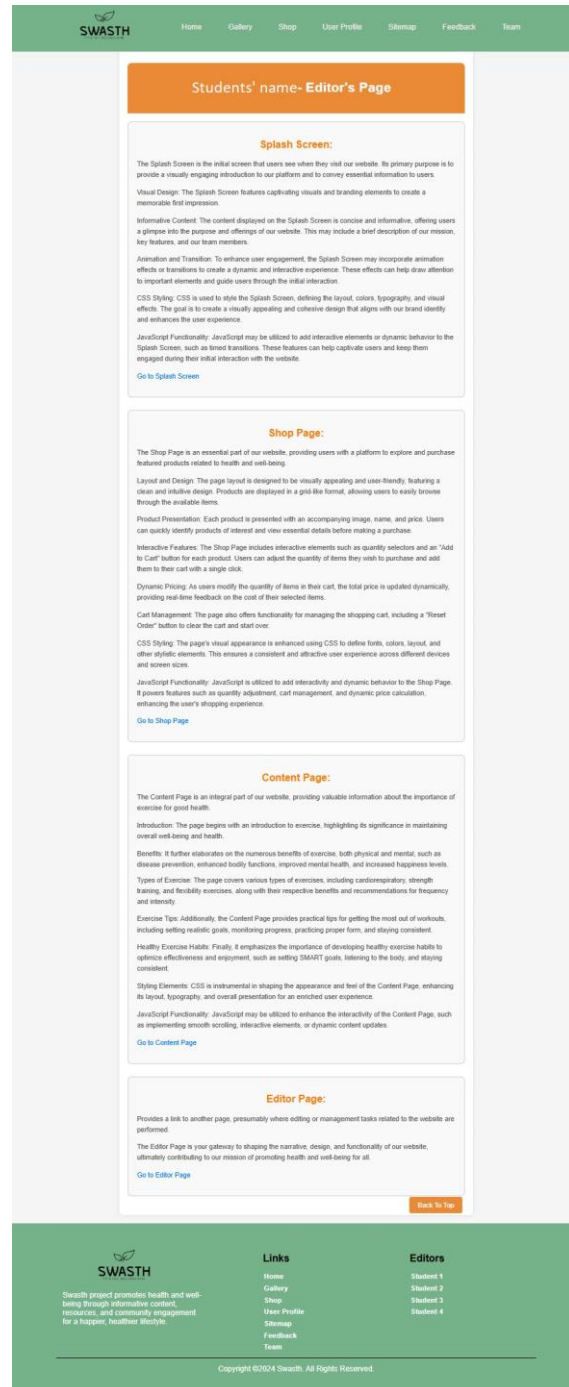 SWASTH
Home Gallery Shop User Profile Sitemap Feedback Team
Students' name- Editor's Page
Splash Screen:
The Splash Screen is the initial screen that users see when they visit our website. Its primary purpose is to
provide a visually engaging introduction to our platform and to convey essential information to users.
Visual Design: The Splash Screen features captivating visuals and branding elements to create a
memorable first impression.
Informative Content: The content displayed on the Splash Screen is concise and informative, offering users
a glimpse into the purpose and offerings of our website. This may include a brief description of our mission,
key features, and our team members.
Animation and Transition: To enhance user engagement, the Splash Screen may incorporate animation
effects or transitions to create a dynamic and interactive experience. These effects can help draw attention
to important elements and guide users through the initial interaction.
CSS Styling: CSS is used to style the Splash Screen, defining the layout, colors, typography, and visual
effects. The goal is to create a visually appealing and cohesive design that aligns with our brand identity
and enhances the user experience.
JavaScript Functionality: JavaScript may be utilized to add interactive elements or dynamic behavior to the
Splash Screen, such as timed transitions. These features can help captivate users and keep them
engaged during their initial interaction with the website.
Go to Splash Screen
Shop Page:
The Shop Page is an essential part of our website, providing users with a platform to explore and purchase
featured products related to health and well-being.
Layout and Design: The page layout is designed to be visually appealing and user-friendly, featuring a
clean and intuitive design. Products are displayed in a grid-like format, allowing users to easily browse
through the available items.
Product Presentation: Each product is presented with an accompanying image, name, and price. Users
can quickly identify products of interest and view essential details before making a purchase.
Interactive Features: The Shop Page includes interactive elements such as quantity selectors and an "Add
to Cart" button for each product. Users can adjust the quantity of items they wish to purchase and add
them to their cart with a single click.
Dynamic Pricing: As users modify the quantity of items in their cart, the total price is updated dynamically,
providing real-time feedback on the cost of their selected items.
Cart Management: The page also offers functionality for managing the shopping cart, including a "Reset
Order" button to clear the cart and start over.
CSS Styling: The page's visual appearance is enhanced using CSS to define fonts, colors, layout, and
other stylistic elements. This ensures a consistent and attractive user experience across different devices
and screen sizes.
JavaScript Functionality: JavaScript is utilized to add interactivity and dynamic behavior to the Shop Page.
It powers features such as quantity adjustment, cart management, and dynamic price calculation,
enhancing the user's shopping experience.
Go to Shop Page
Content Page:
The Content Page is an integral part of our website, providing valuable information about the importance of
exercise for good health.
Introduction: The page begins with an introduction to exercise, highlighting its significance in maintaining
overall well-being and health.
Benefits: It further elaborates on the numerous benefits of exercise, both physical and mental, such as
disease prevention, enhanced bodily functions, improved mental health, and increased happiness levels.
Types of Exercise: The page covers various types of exercises, including cardiorespiratory, strength
training, and flexibility exercises, along with their respective benefits and recommendations for frequency
and intensity.
Exercise Tips: Additionally, the Content Page provides practical tips for getting the most out of workouts,
including setting realistic goals, monitoring progress, practicing proper form, and staying consistent.
Healthy Exercise Habits: Finally, it emphasizes the importance of developing healthy exercise habits to
optimize effectiveness and enjoyment, such as setting SMART goals, listening to the body, and staying
consistent.
Styling Elements: CSS is instrumental in shaping the appearance and feel of the Content Page, enhancing
its layout, typography, and overall presentation for an enriched user experience.
JavaScript Functionality: JavaScript may be utilized to enhance the interactivity of the Content Page, such
as implementing smooth scrolling, interactive elements, or dynamic content updates.
Go to Content Page
Editor Page:
Provides a link to another page, presumably where editing or management tasks related to the website are
performed.
The Editor Page is your gateway to shaping the narrative, design, and functionality of our website,
ultimately contributing to our mission of promoting health and well-being for all.
Go to Editor Page
Back To Top
SWASTH
Swasth project promotes health and well-
being through informative content,
resources, and community engagement
for a happier, healthier lifestyle.
Links
Home
Gallery
Shop
User Profile
Sitemap
Feedback
Team
Editors
Student 1
Student 2
Student 3
Student 4
Copyright ©2024 Swasth. All Rights Reserved.